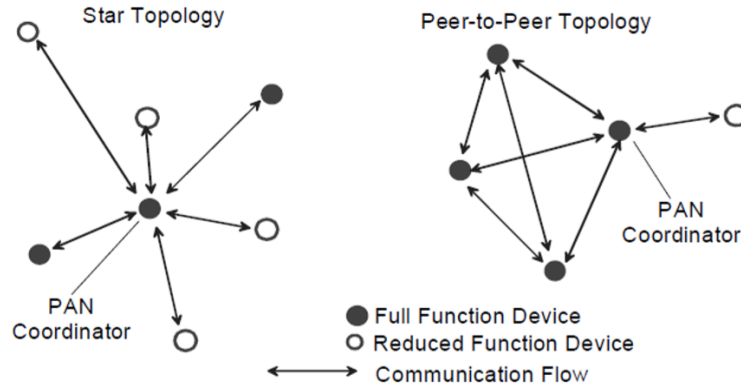 Star Topology
Peer-to-Peer Topology
PAN
Coordinator
PAN
Coordinator
Full Function Device
Reduced Function Device
Communication Flow